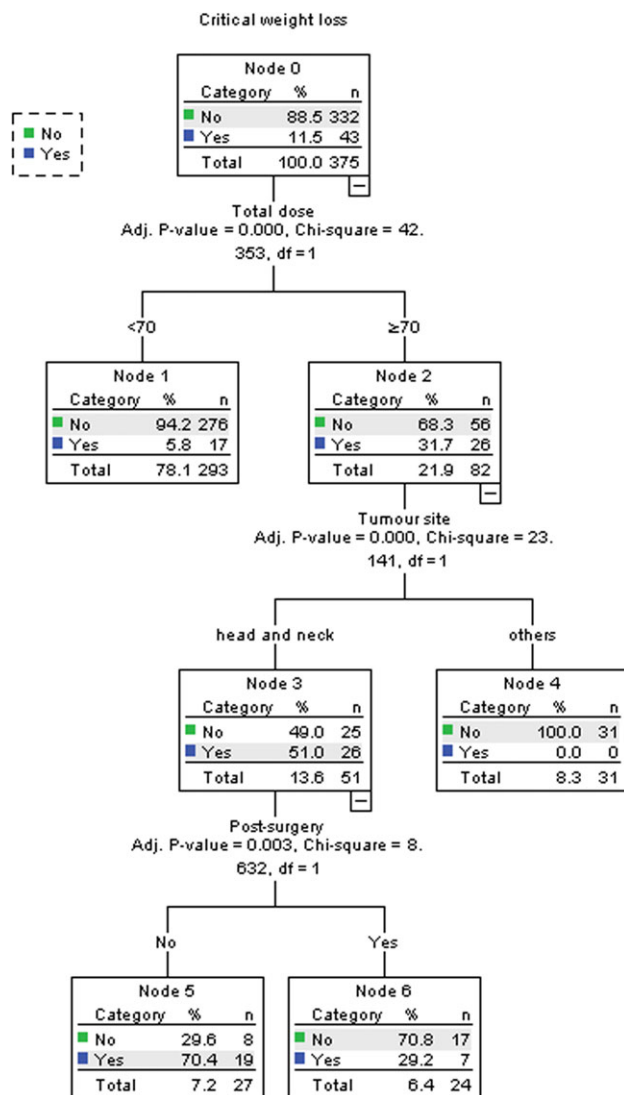 Critical weight loss
No
Yes
Node 0
Category % n
No 88.5 332
Yes 11.5 43
Total 100.0 375
Total dose
Adj. P-value = 0.000, Chi-square = 42.
353, df = 1
<70
≥70
Node 1
Category % n
No 94.2 276
Yes 5.8 17
Total 78.1 293
Node 2
Category % n
No 68.3 56
Yes 31.7 26
Total 21.9 82
Tumour site
Adj. P-value = 0.000, Chi-square = 23.
141, df = 1
head and neck
others
Node 3
Category % n
No 49.0 25
Yes 51.0 26
Total 13.6 51
Node 4
Category % n
No 100.0 31
Yes 0.0 0
Total 8.3 31
Post-surgery
Adj. P-value = 0.003, Chi-square = 8.
632, df = 1
No
Yes
Node 5
Category % n
No 29.6 8
Yes 70.4 19
Total 7.2 27
Node 6
Category % n
No 70.8 17
Yes 29.2 7
Total 6.4 24